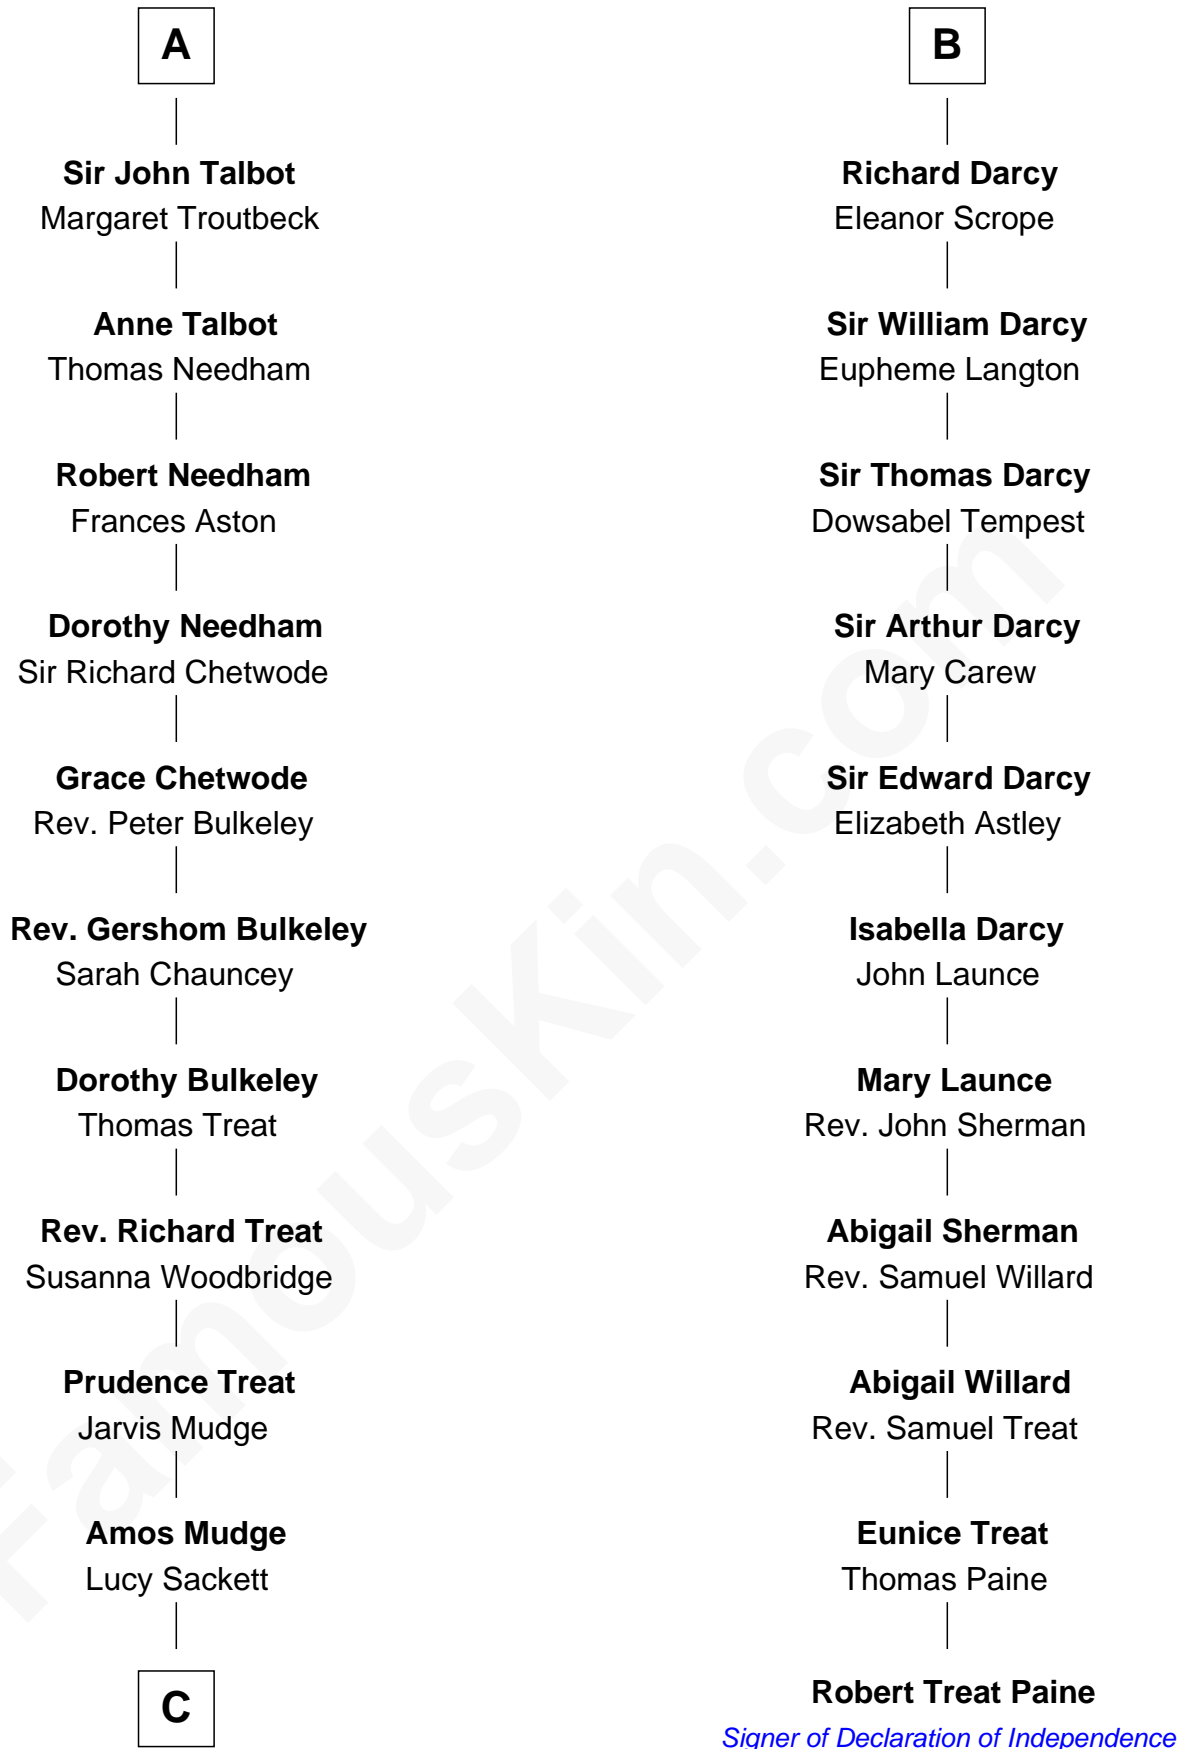 A
Sir John Talbot
Margaret Troutbeck
Anne Talbot
Thomas Needham
Robert Needham
Frances Aston
Dorothy Needham
Sir Richard Chetwode
Grace Chetwode
Rev. Peter Bulkeley
Rev. Gershom Bulkeley
Sarah Chauncey
Dorothy Bulkeley
Thomas Treat
Rev. Richard Treat
Susanna Woodbridge
Prudence Treat
Jarvis Mudge
Amos Mudge
Lucy Sackett
C
B
Richard Darcy
Eleanor Scrope
Sir William Darcy
Eupheme Langton
Sir Thomas Darcy
Dowsabel Tempest
Sir Arthur Darcy
Mary Carew
Sir Edward Darcy
Elizabeth Astley
Isabella Darcy
John Launce
Mary Launce
Rev. John Sherman
Abigail Sherman
Rev. Samuel Willard
Abigail Willard
Rev. Samuel Treat
Eunice Treat
Thomas Paine
Robert Treat Paine
Signer of Declaration of Independence
FamousKin.com